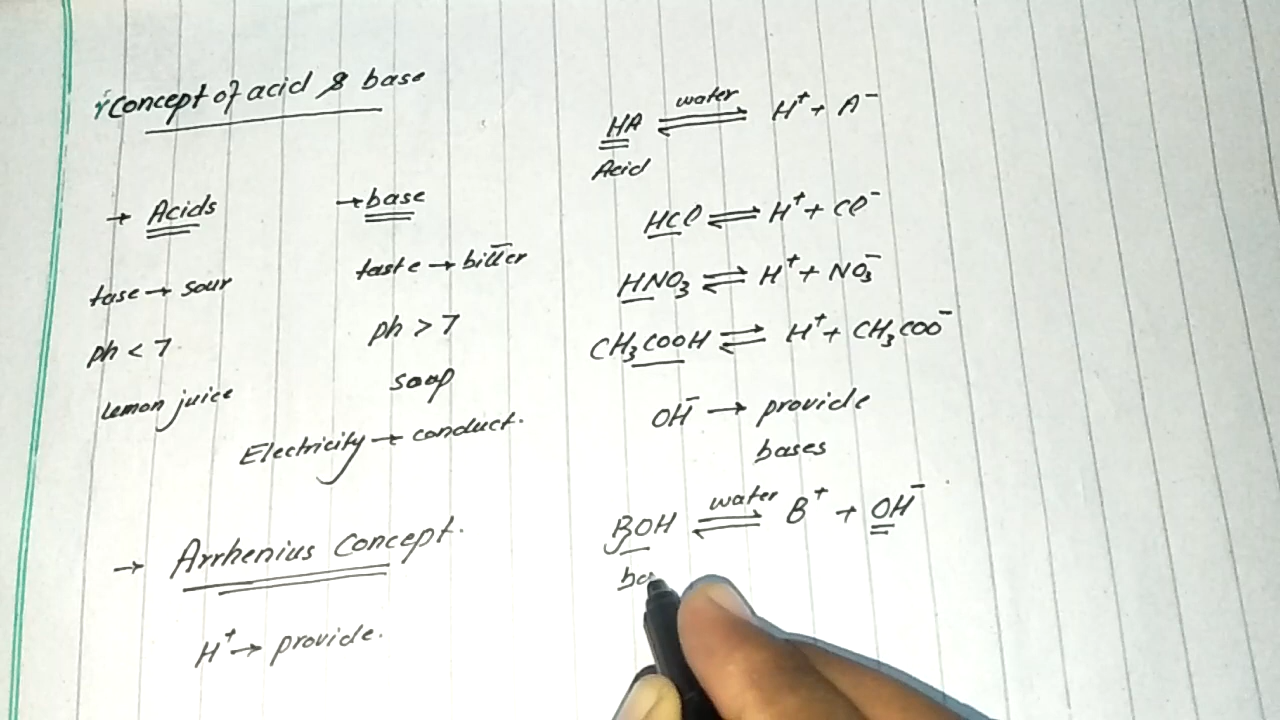 Concept of acid & base
→ Acids
tase → sour
ph < 7
Lemon juice
→ base
taste → bitter
ph > 7
soap
Electricity → conduct.
→ Arrhenius Concept.
H⁺ → provide.
HA ⇌ water H⁺ + A⁻
Acid
HCl ⇌ H⁺ + Cl⁻
HNO₃ ⇌ H⁺ + NO₃⁻
CH₃COOH ⇌ H⁺ + CH₃COO⁻
OH⁻ → provide
bases
BOH ⇌ water B⁺ + OH⁻
ba